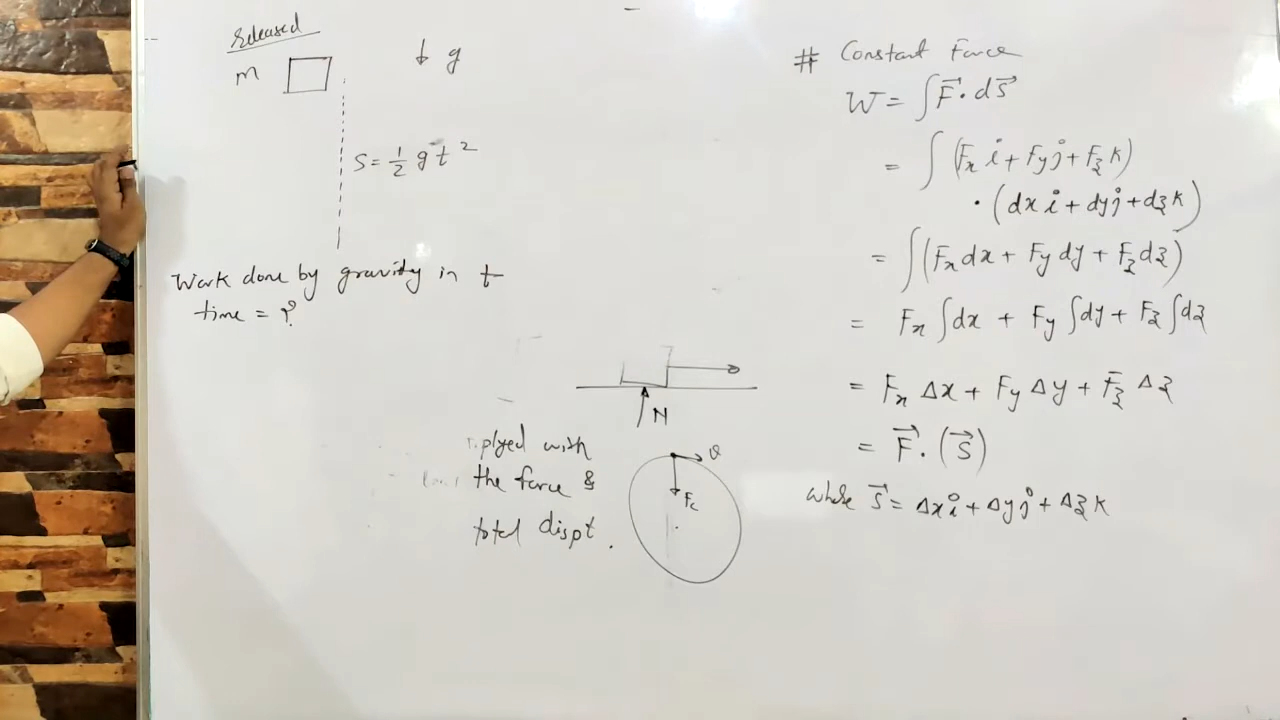 Released
m
↓ g
S = 1/2 g t²
Work done by gravity in t
time = ?
N
with
the force &
total dispt.
v
Fc
# Constant Force
W = ∫ F⃗ · dS⃗
= ∫ (Fx i + Fy j + Fz k)
· (dx i + dy j + dz k)
= ∫ (Fx dx + Fy dy + Fz dz)
= Fx ∫dx + Fy ∫dy + Fz ∫dz
= Fx Δx + Fy Δy + Fz Δz
= F⃗ · (S⃗)
where S⃗ = Δx i + Δy j + Δz k